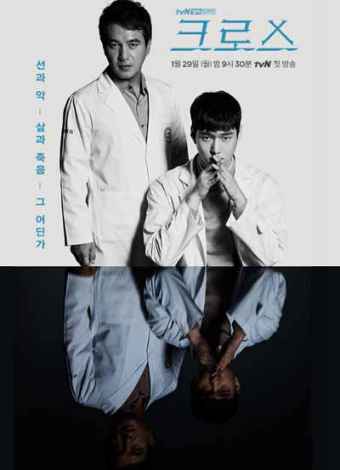 tvN
크로스
1월 29일 (월) 밤 9시 30분 tvN 첫 방송
선과 악 – 삶과 죽음 – 그 어딘가